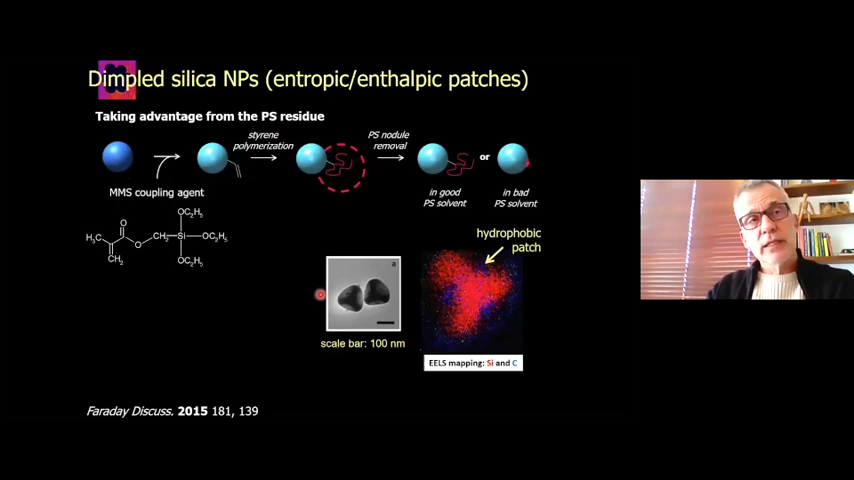 Dimpled silica NPs (entropic/enthalpic patches)
Taking advantage from the PS residue
styrene
polymerization
PS nodule
removal
or
MMS coupling agent
in good
PS solvent
in bad
PS solvent
OC₂H₅
O
H₃C
O
CH₂
Si
OC₂H₅
CH₂
OC₂H₅
hydrophobic
patch
a
scale bar: 100 nm
EELS mapping: Si and C
Faraday Discuss. 2015 181, 139